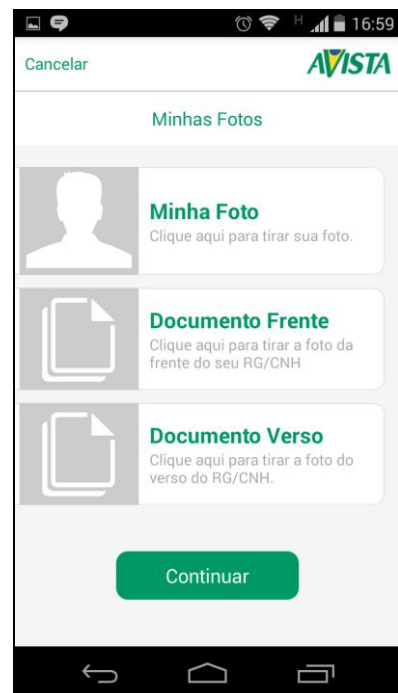 H 16:59
Cancelar
AVISTA
Minhas Fotos
Minha Foto
Clique aqui para tirar sua foto.
Documento Frente
Clique aqui para tirar a foto da
frente do seu RG/CNH
Documento Verso
Clique aqui para tirar a foto do
verso do RG/CNH.
Continuar